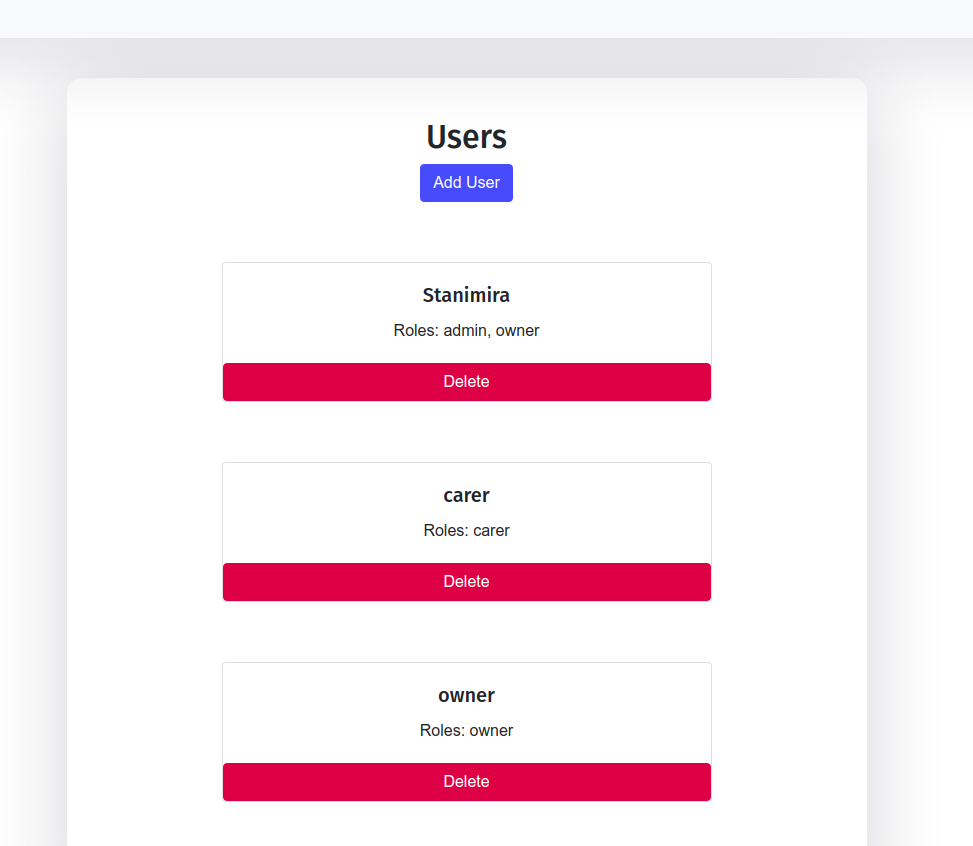 Users
Add User
Stanimira
Roles: admin, owner
Delete
carer
Roles: carer
Delete
owner
Roles: owner
Delete